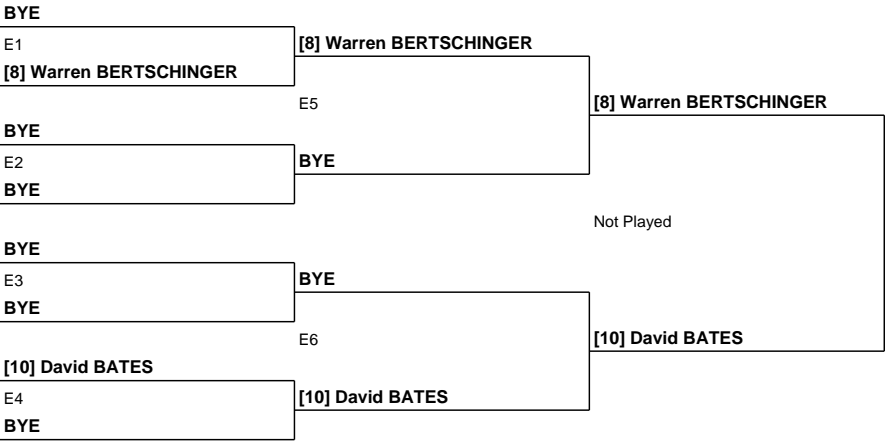 BYE
E1
[8] Warren BERTSCHINGER
BYE
E2
BYE
BYE
E3
BYE
[10] David BATES
E4
BYE
[8] Warren BERTSCHINGER
E5
BYE
BYE
E6
[10] David BATES
[8] Warren BERTSCHINGER
Not Played
[10] David BATES